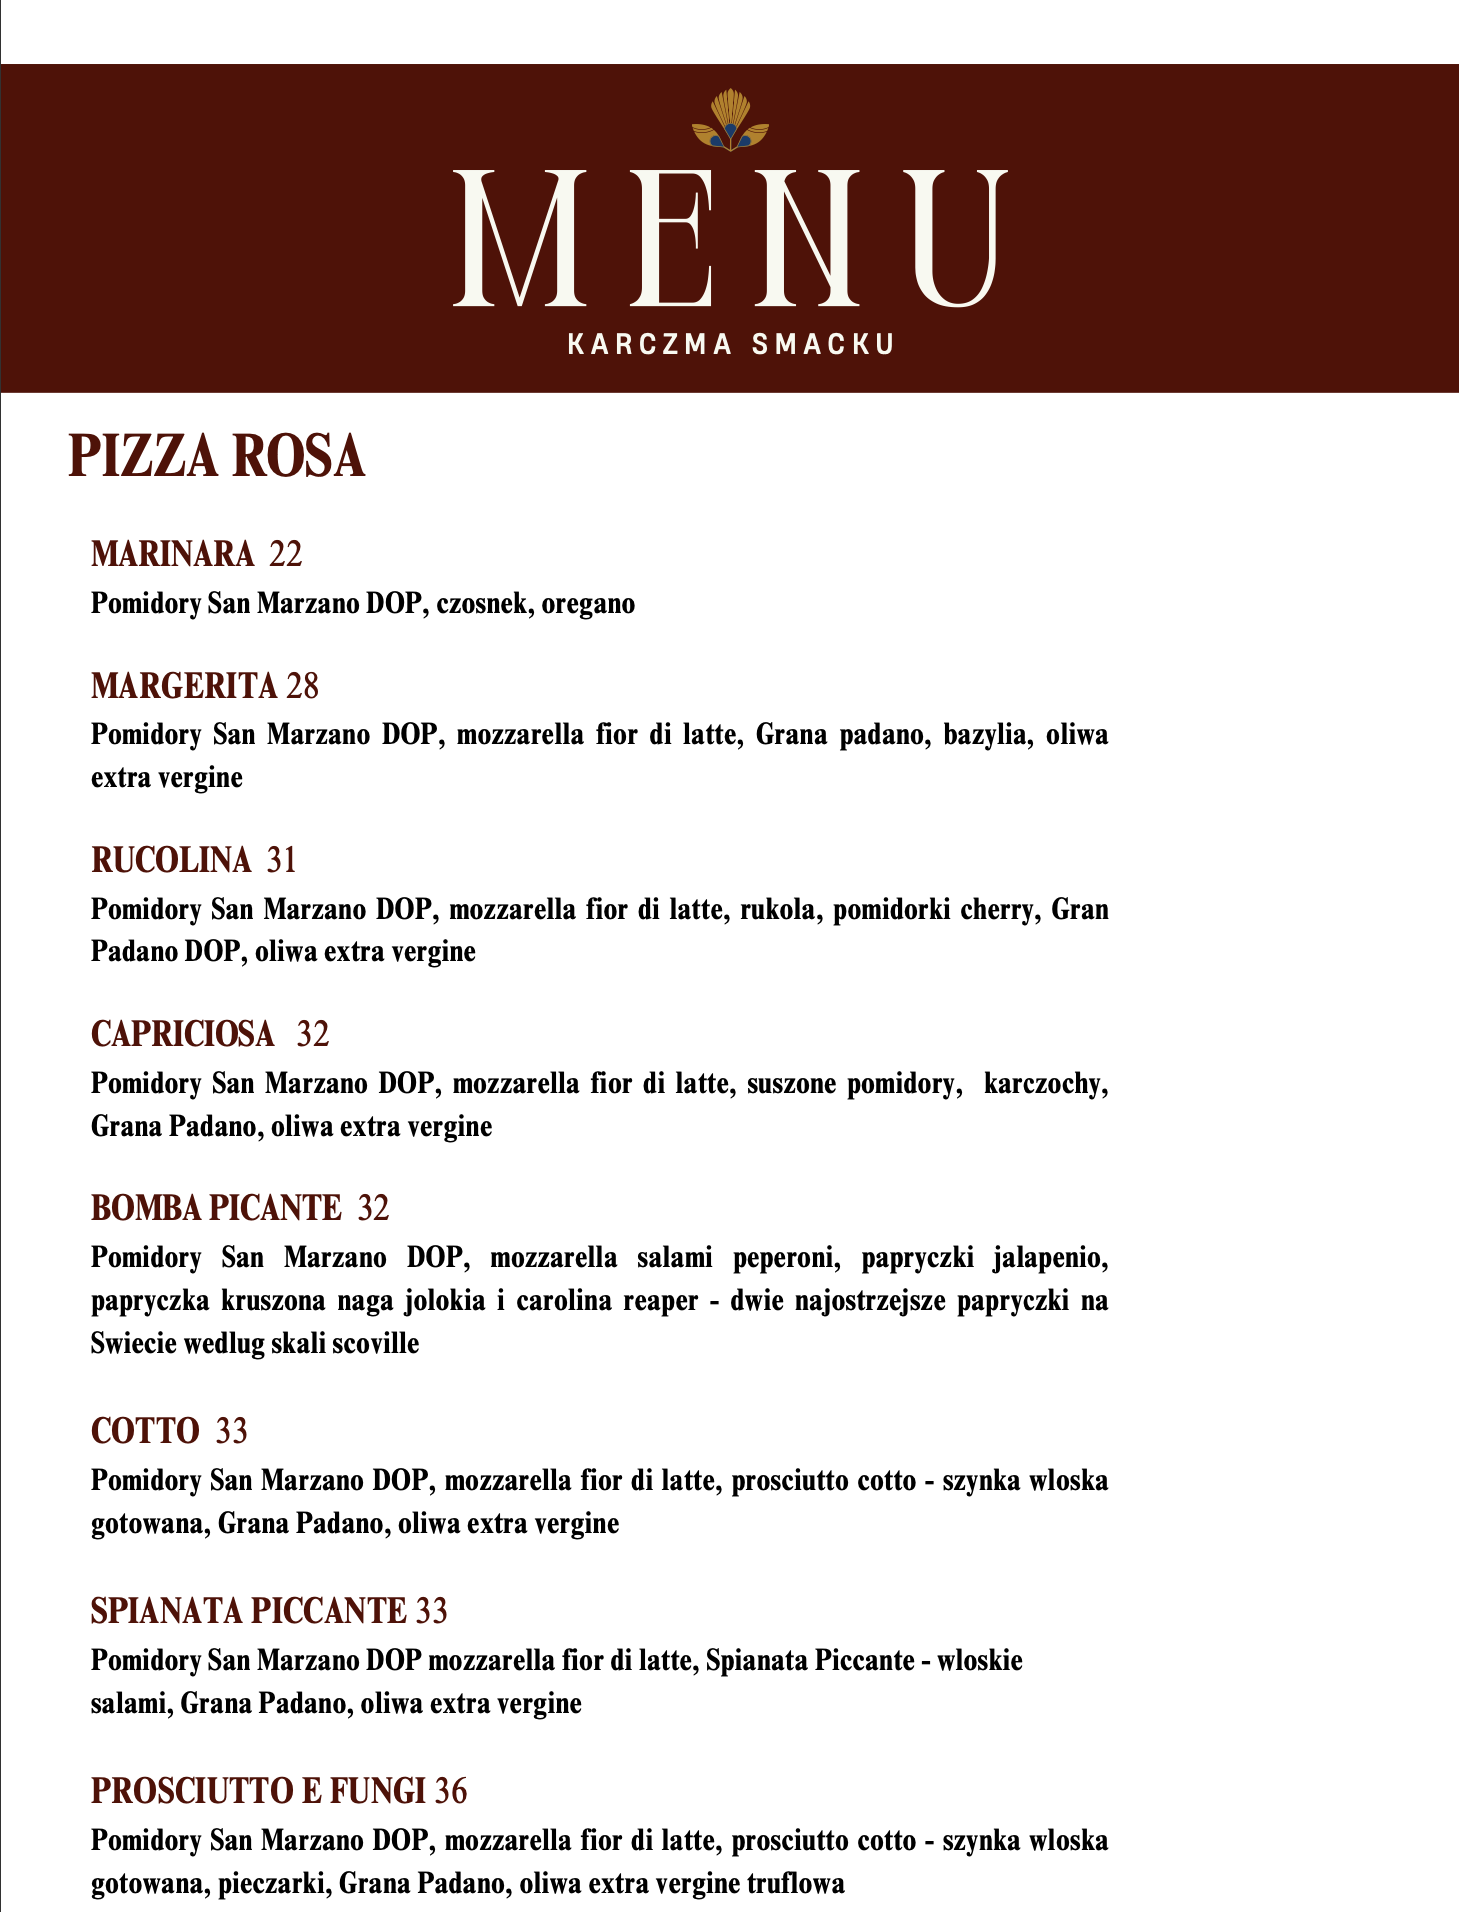 MENU
KARCZMA SMACKU
PIZZA ROSA
MARINARA 22
Pomidory San Marzano DOP, czosnek, oregano
MARGERITA 28
Pomidory San Marzano DOP, mozzarella fior di latte, Grana padano, bazylia, oliwa
extra vergine
RUCOLINA 31
Pomidory San Marzano DOP, mozzarella fior di latte, rukola, pomidorki cherry, Gran
Padano DOP, oliwa extra vergine
CAPRICIOSA 32
Pomidory San Marzano DOP, mozzarella fior di latte, suszone pomidory, karczochy,
Grana Padano, oliwa extra vergine
BOMBA PICANTE 32
Pomidory San Marzano DOP, mozzarella salami peperoni, papryczki jalapenio,
papryczka kruszona naga jolokia i carolina reaper - dwie najostrzejsze papryczki na
Swiecie wedlug skali scoville
COTTO 33
Pomidory San Marzano DOP, mozzarella fior di latte, prosciutto cotto - szynka wloska
gotowana, Grana Padano, oliwa extra vergine
SPIANATA PICCANTE 33
Pomidory San Marzano DOP mozzarella fior di latte, Spianata Piccante - wloskie
salami, Grana Padano, oliwa extra vergine
PROSCIUTTO E FUNGI 36
Pomidory San Marzano DOP, mozzarella fior di latte, prosciutto cotto - szynka wloska
gotowana, pieczarki, Grana Padano, oliwa extra vergine truflowa